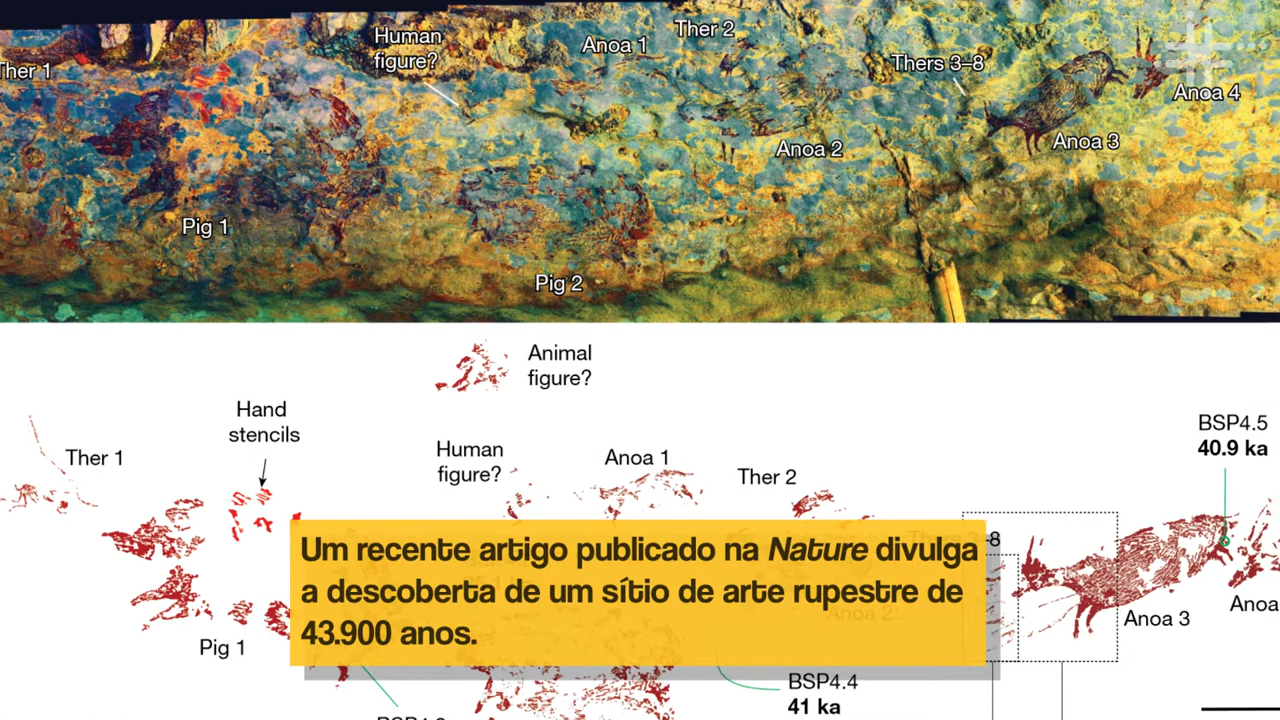 Human
figure?
Anoa 1
Ther 2
Ther 1
Thers 3–8
Anoa 4
Anoa 3
Anoa 2
Pig 1
Pig 2
Animal
figure?
Hand
stencils
BSP4.5
40.9 ka
Ther 1
Human
figure?
Anoa 1
Ther 2
Um recente artigo publicado na Nature divulga
a descoberta de um sítio de arte rupestre de
43.900 anos.
Anoa 2
Anoa
Anoa 3
Pig 1
BSP4.4
41 ka